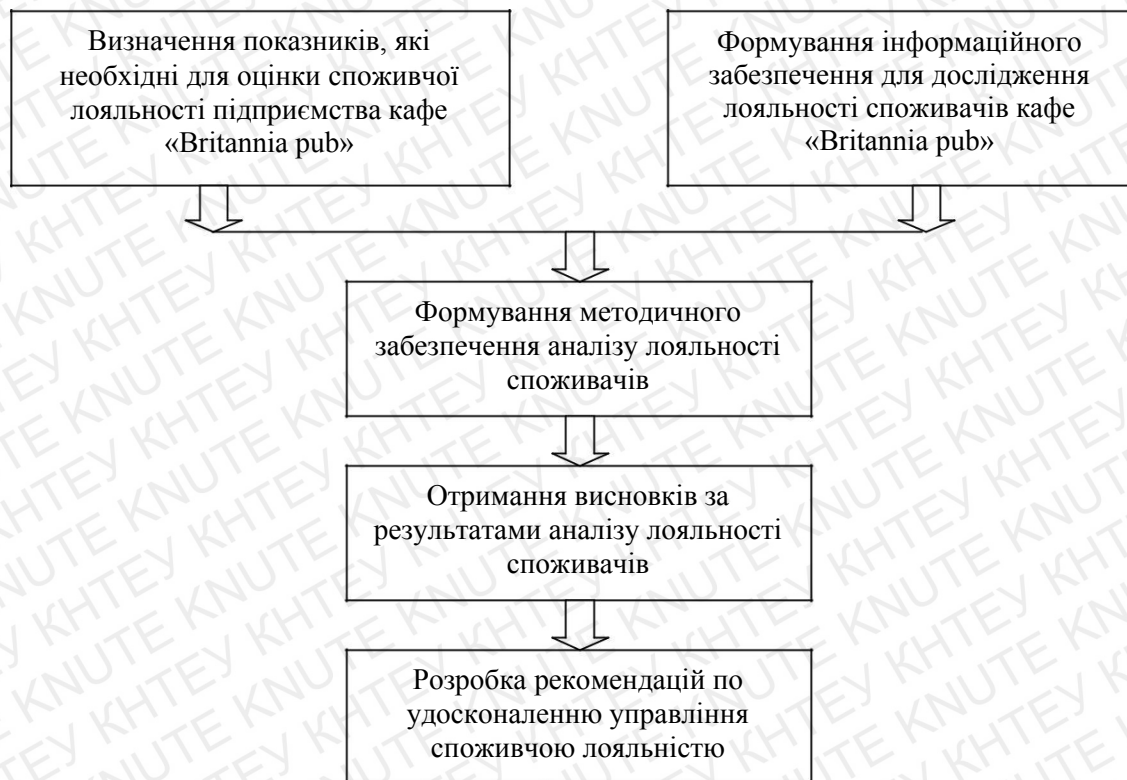 Визначення показників, які
необхідні для оцінки споживчої
лояльності підприємства кафе
«Britannia pub»
Формування інформаційного
забезпечення для дослідження
лояльності споживачів кафе
«Britannia pub»
Формування методичного
забезпечення аналізу лояльності
споживачів
Отримання висновків за
результатами аналізу лояльності
споживачів
Розробка рекомендацій по
удосконаленню управління
споживчою лояльністю